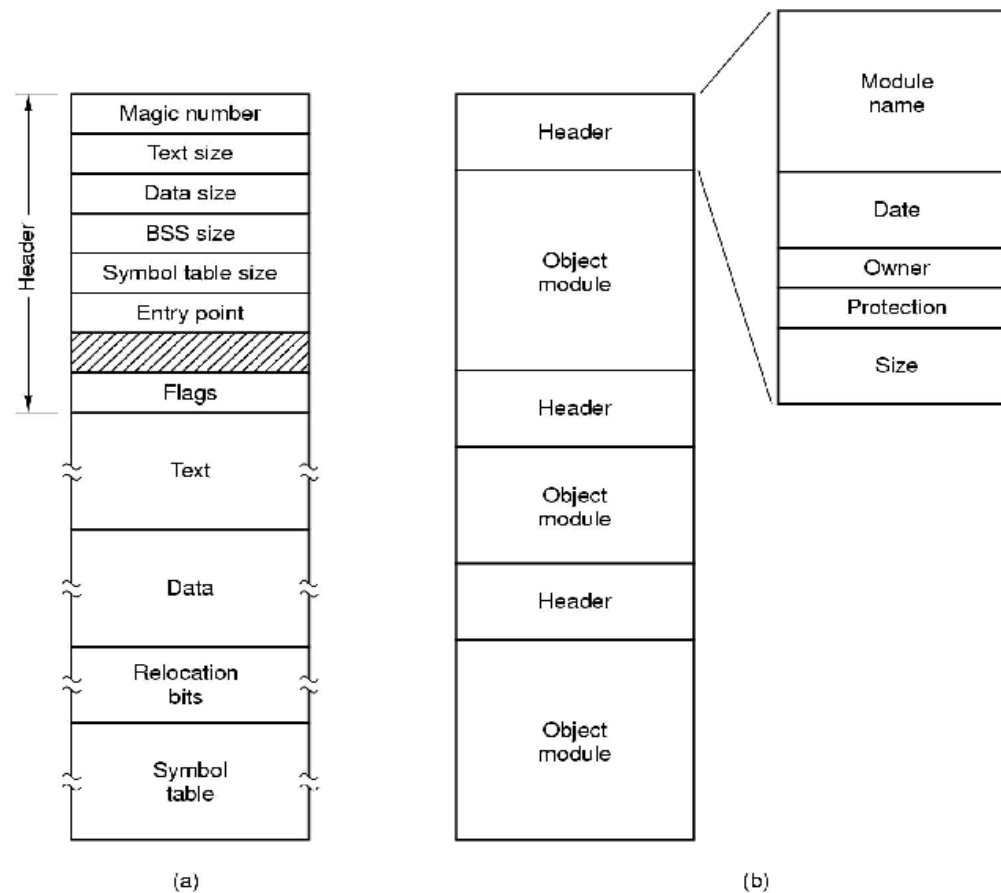 Header
Magic number
Text size
Data size
BSS size
Symbol table size
Entry point
Flags
Text
Data
Relocation
bits
Symbol
table
(a)
Header
Object
module
Header
Object
module
Header
Object
module
Module
name
Date
Owner
Protection
Size
(b)